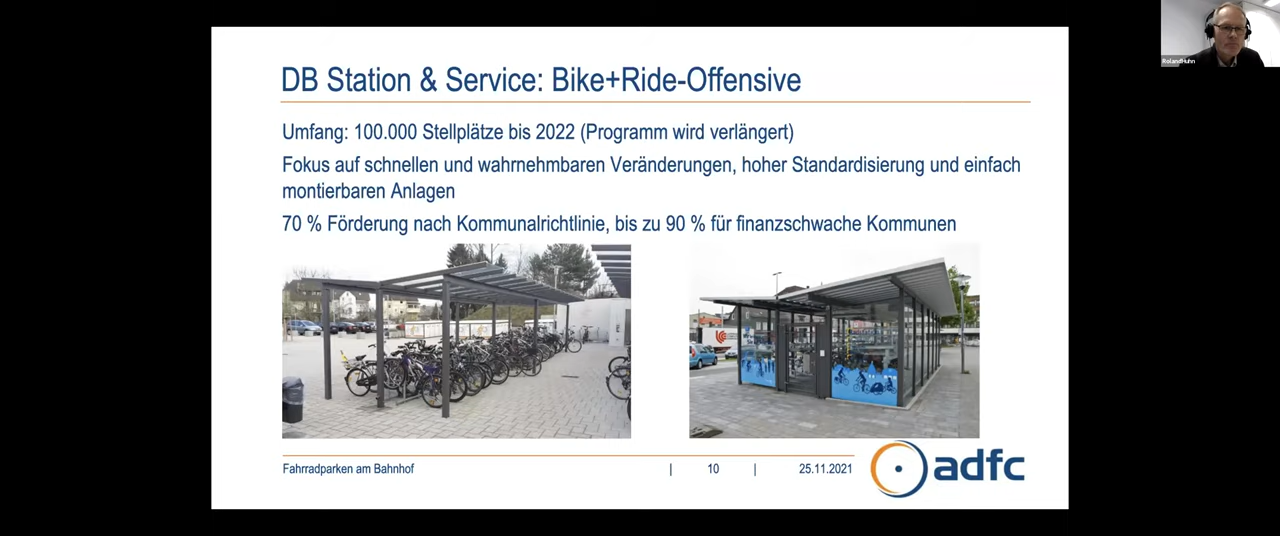 DB Station & Service: Bike+Ride-Offensive
Umfang: 100.000 Stellplätze bis 2022 (Programm wird verlängert)
Fokus auf schnellen und wahrnehmbaren Veränderungen, hoher Standardisierung und einfach
montierbaren Anlagen
70 % Förderung nach Kommunalrichtlinie, bis zu 90 % für finanzschwache Kommunen
Fahrradparken am Bahnhof | 10 | 25.11.2021
adfc
RolandHuhn